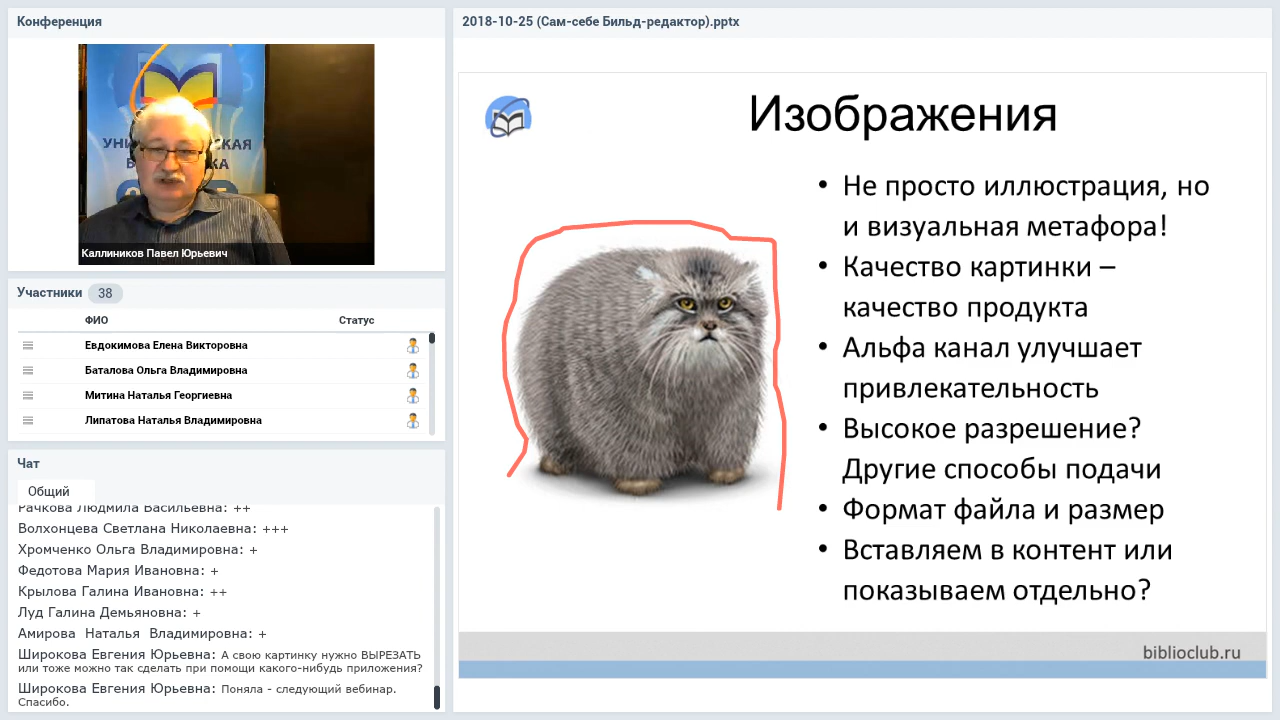 Конференция
УНИ
СКАЯ
Каллиников Павел Юрьевич
Участники 38
ФИО Статус
Евдокимова Елена Викторовна
Баталова Ольга Владимировна
Митина Наталья Георгиевна
Липатова Наталья Владимировна
Чат
Общий
Рачкова Людмила Васильевна: ++
Волхонцева Светлана Николаевна: +++
Хромченко Ольга Владимировна: +
Федотова Мария Ивановна: +
Крылова Галина Ивановна: ++
Луд Галина Демьяновна: +
Амирова Наталья Владимировна: +
Широкова Евгения Юрьевна: А свою картинку нужно ВЫРЕЗАТЬ
или тоже можно так сделать при помощи какого-нибудь приложения?
Широкова Евгения Юрьевна: Поняла - следующий вебинар.
Спасибо.
2018-10-25 (Сам-себе Бильд-редактор).pptx
Изображения
• Не просто иллюстрация, но
и визуальная метафора!
• Качество картинки –
качество продукта
• Альфа канал улучшает
привлекательность
• Высокое разрешение?
Другие способы подачи
• Формат файла и размер
• Вставляем в контент или
показываем отдельно?
biblioclub.ru